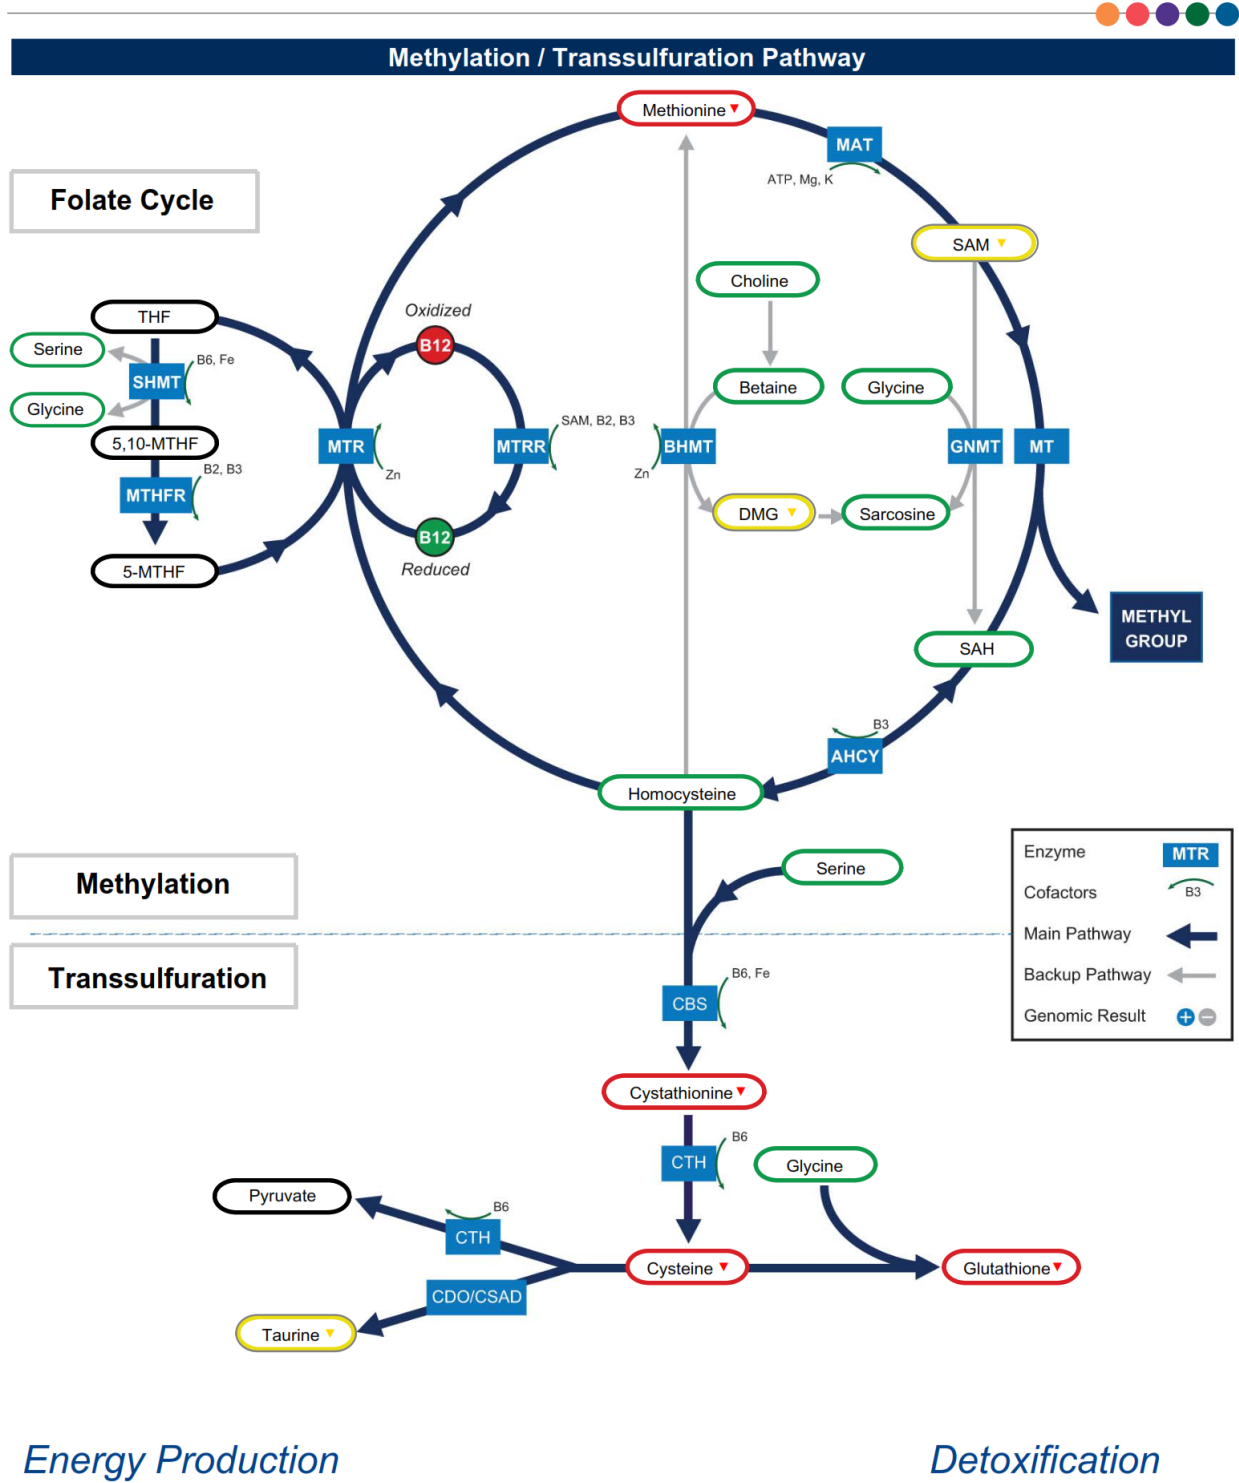 Methylation / Transsulfuration Pathway
Methionine ▼
MAT
ATP, Mg, K
Folate Cycle
SAM ▼
Choline
THF
Oxidized
Serine
B6, Fe
B12
SHMT
Betaine
Glycine
Glycine
SAM, B2, B3
5,10-MTHF
MTR
MTRR
BHMT
GNMT
MT
B2, B3
Zn
Zn
MTHFR
DMG ▼
Sarcosine
B12
Reduced
5-MTHF
METHYL
GROUP
SAH
B3
AHCY
Homocysteine
Enzyme
MTR
Serine
Methylation
Cofactors
B3
Main Pathway
Transsulfuration
B6, Fe
Backup Pathway
CBS
Genomic Result
+ −
Cystathionine ▼
B6
CTH
Glycine
Pyruvate
B6
CTH
Cysteine ▼
Glutathione ▼
CDO/CSAD
Taurine ▼
Energy Production
Detoxification